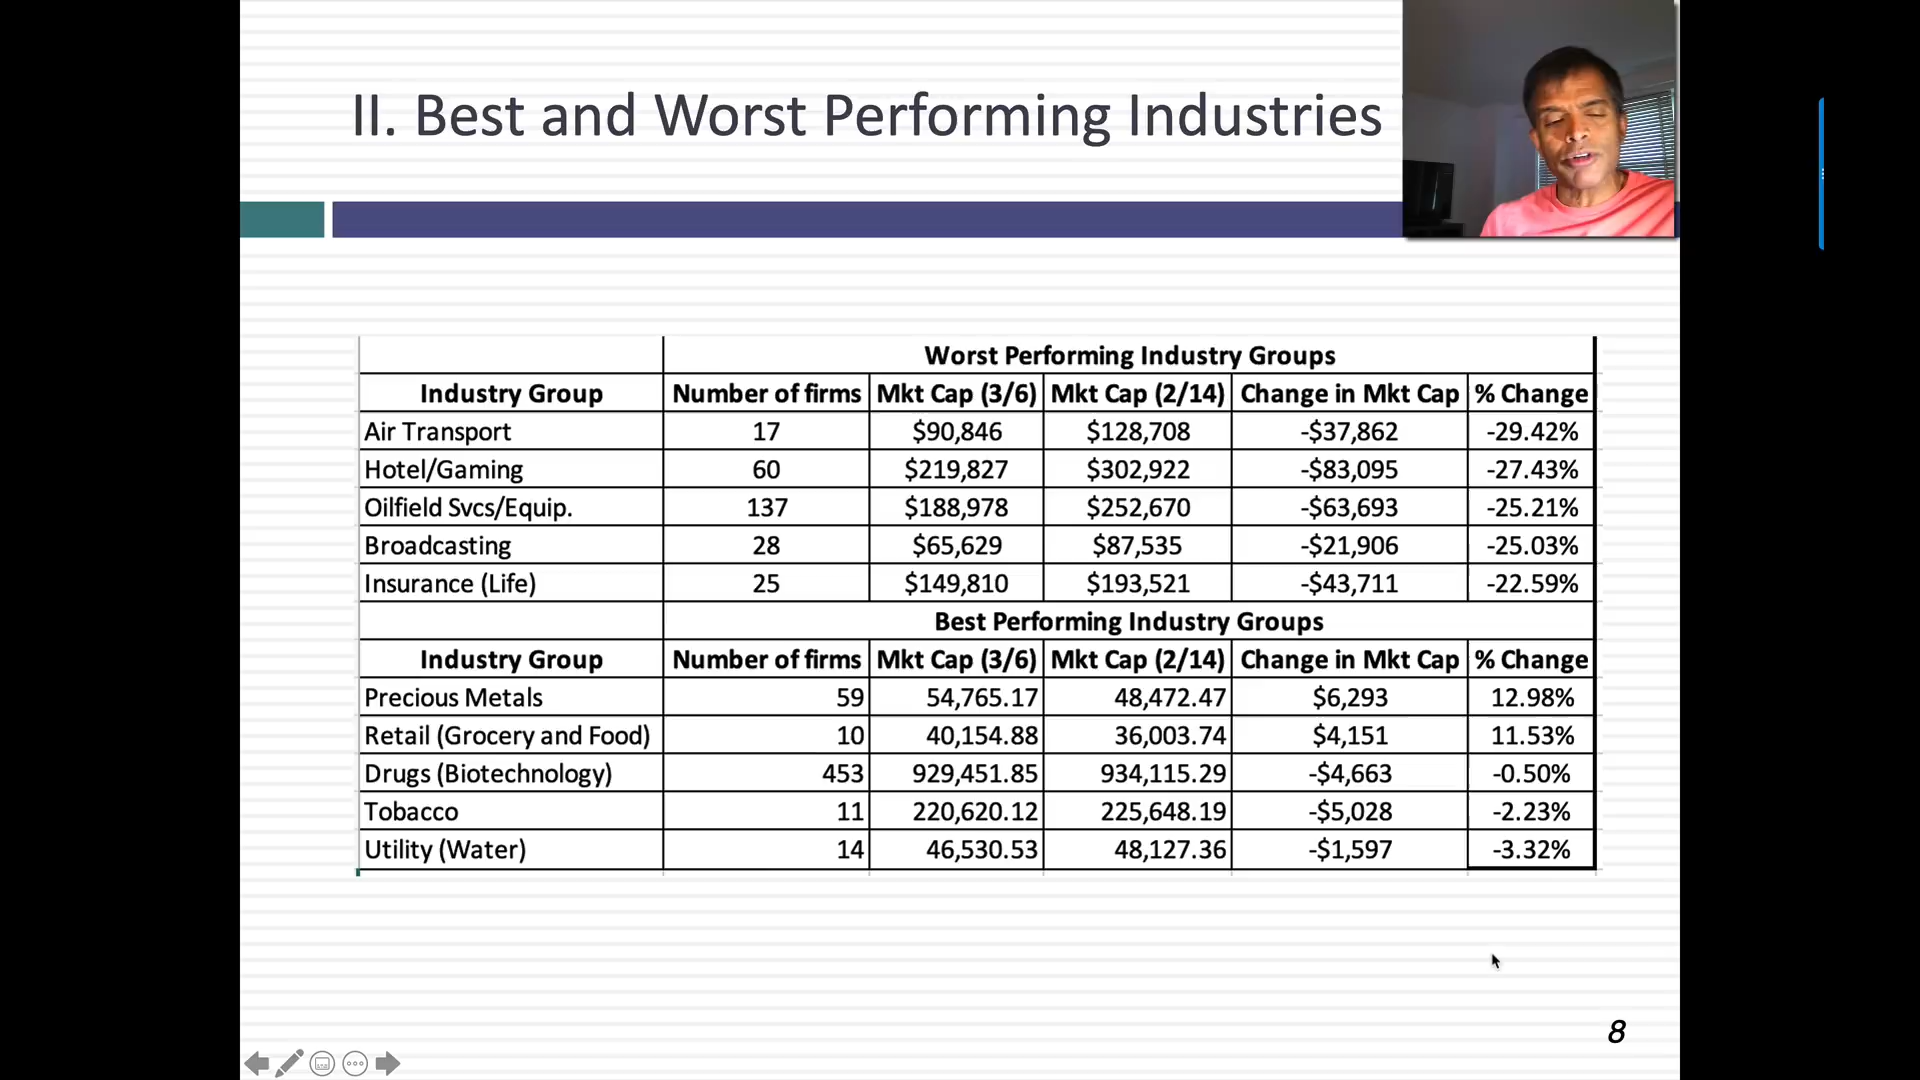 II. Best and Worst Performing Industries
Worst Performing Industry Groups
Industry Group Number of firms Mkt Cap (3/6) Mkt Cap (2/14) Change in Mkt Cap % Change
Air Transport 17 $90,846 $128,708 -$37,862 -29.42%
Hotel/Gaming 60 $219,827 $302,922 -$83,095 -27.43%
Oilfield Svcs/Equip. 137 $188,978 $252,670 -$63,693 -25.21%
Broadcasting 28 $65,629 $87,535 -$21,906 -25.03%
Insurance (Life) 25 $149,810 $193,521 -$43,711 -22.59%
Best Performing Industry Groups
Industry Group Number of firms Mkt Cap (3/6) Mkt Cap (2/14) Change in Mkt Cap % Change
Precious Metals 59 54,765.17 48,472.47 $6,293 12.98%
Retail (Grocery and Food) 10 40,154.88 36,003.74 $4,151 11.53%
Drugs (Biotechnology) 453 929,451.85 934,115.29 -$4,663 -0.50%
Tobacco 11 220,620.12 225,648.19 -$5,028 -2.23%
Utility (Water) 14 46,530.53 48,127.36 -$1,597 -3.32%
8